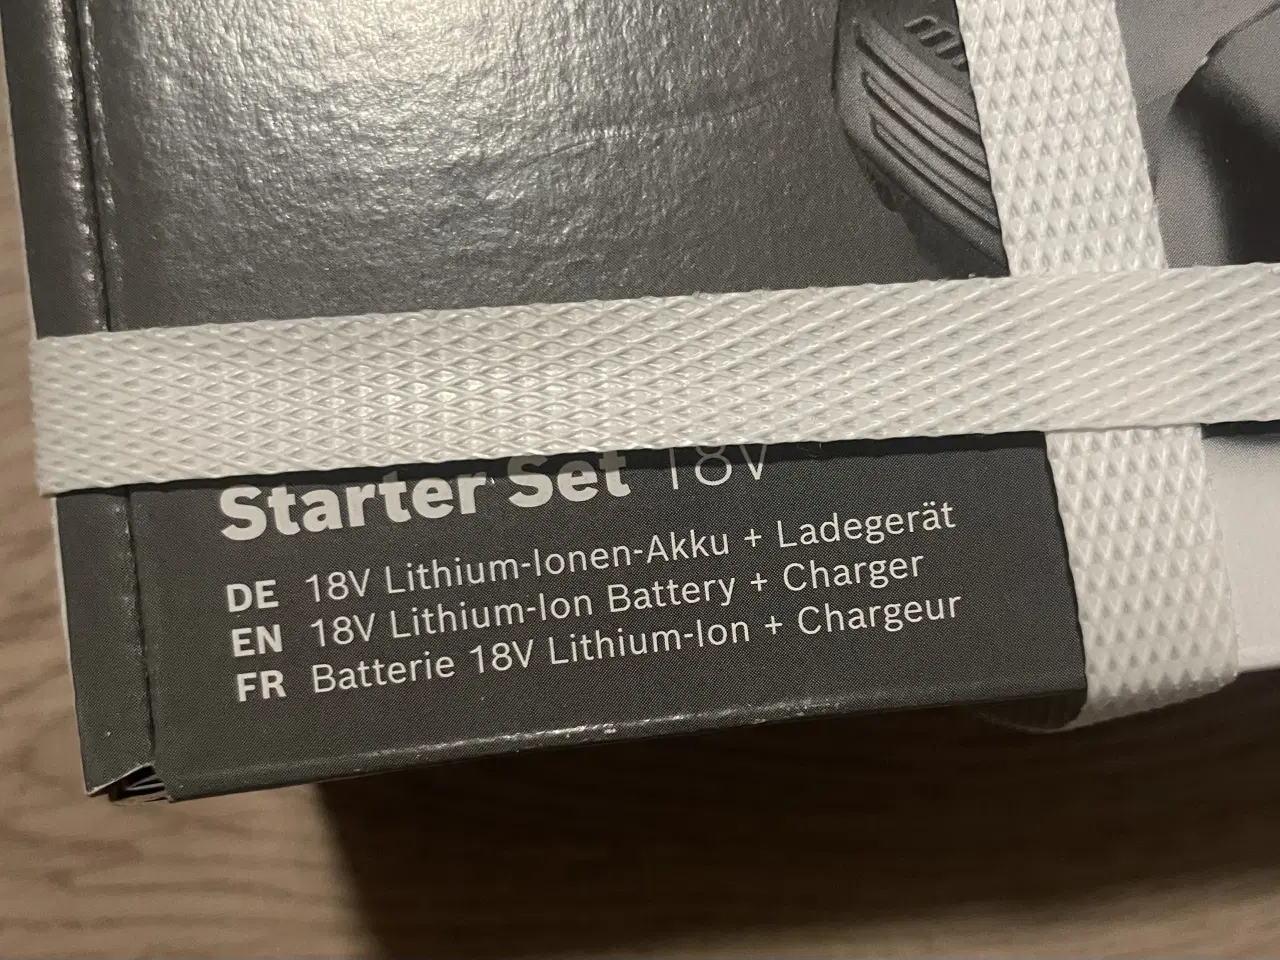 Starter Set 18V
DE 18V Lithium-Ionen-Akku + Ladegerät
EN 18V Lithium-Ion Battery + Charger
FR Batterie 18V Lithium-Ion + Chargeur